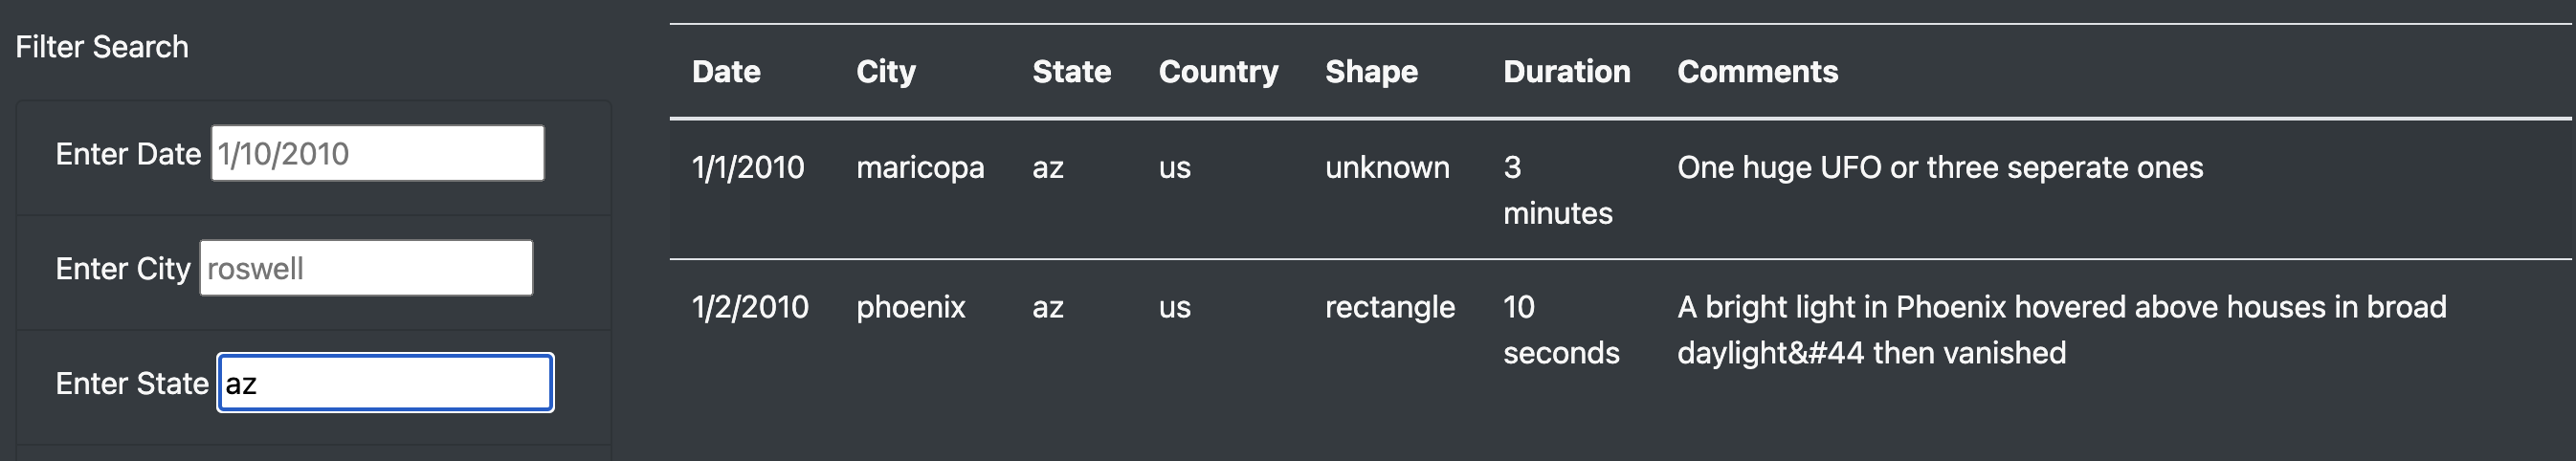 Filter Search
Enter Date 1/10/2010
Enter City roswell
Enter State az
Date City State Country Shape Duration Comments
1/1/2010 maricopa az us unknown 3 minutes One huge UFO or three seperate ones
1/2/2010 phoenix az us rectangle 10 seconds A bright light in Phoenix hovered above houses in broad
daylight&#44 then vanished